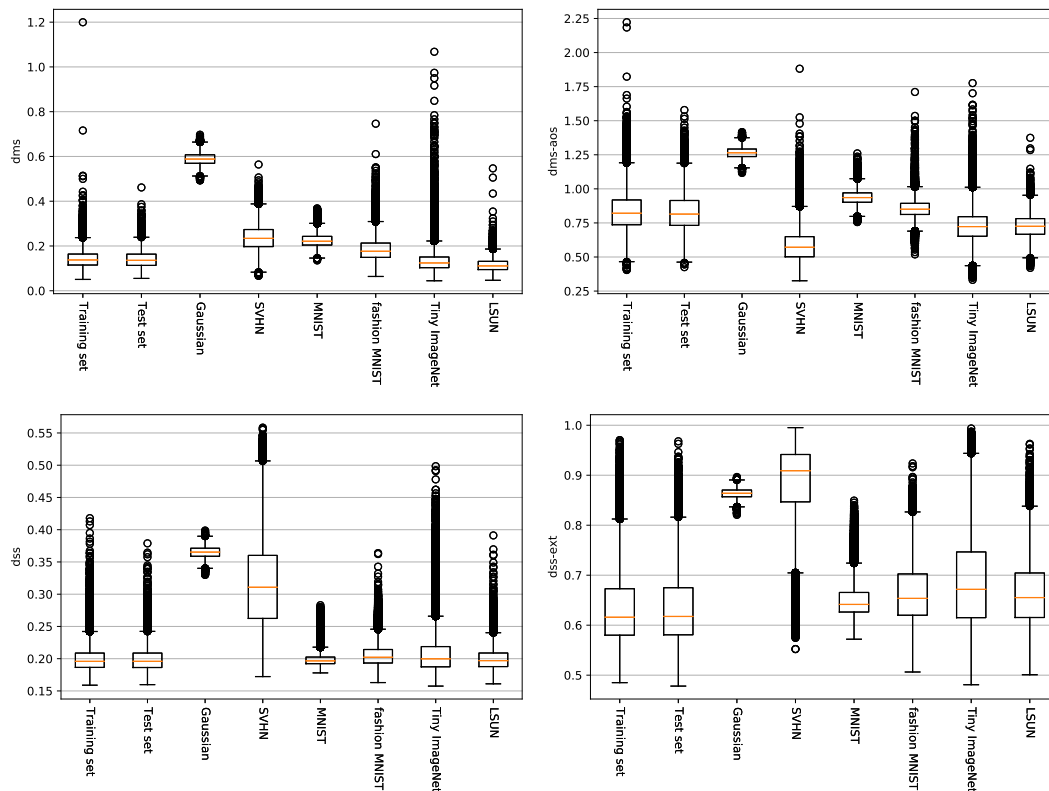 1.2
1.0
0.8
0.6
0.4
0.2
0.0
dms
Training set
Test set
Gaussian
SVHN
MNIST
fashion MNIST
Tiny ImageNet
LSUN
2.25
2.00
1.75
1.50
1.25
1.00
0.75
0.50
0.25
dms-aos
Training set
Test set
Gaussian
SVHN
MNIST
fashion MNIST
Tiny ImageNet
LSUN
0.55
0.50
0.45
0.40
0.35
0.30
0.25
0.20
0.15
dss
Training set
Test set
Gaussian
SVHN
MNIST
fashion MNIST
Tiny ImageNet
LSUN
1.0
0.9
0.8
0.7
0.6
0.5
dss-ext
Training set
Test set
Gaussian
SVHN
MNIST
fashion MNIST
Tiny ImageNet
LSUN